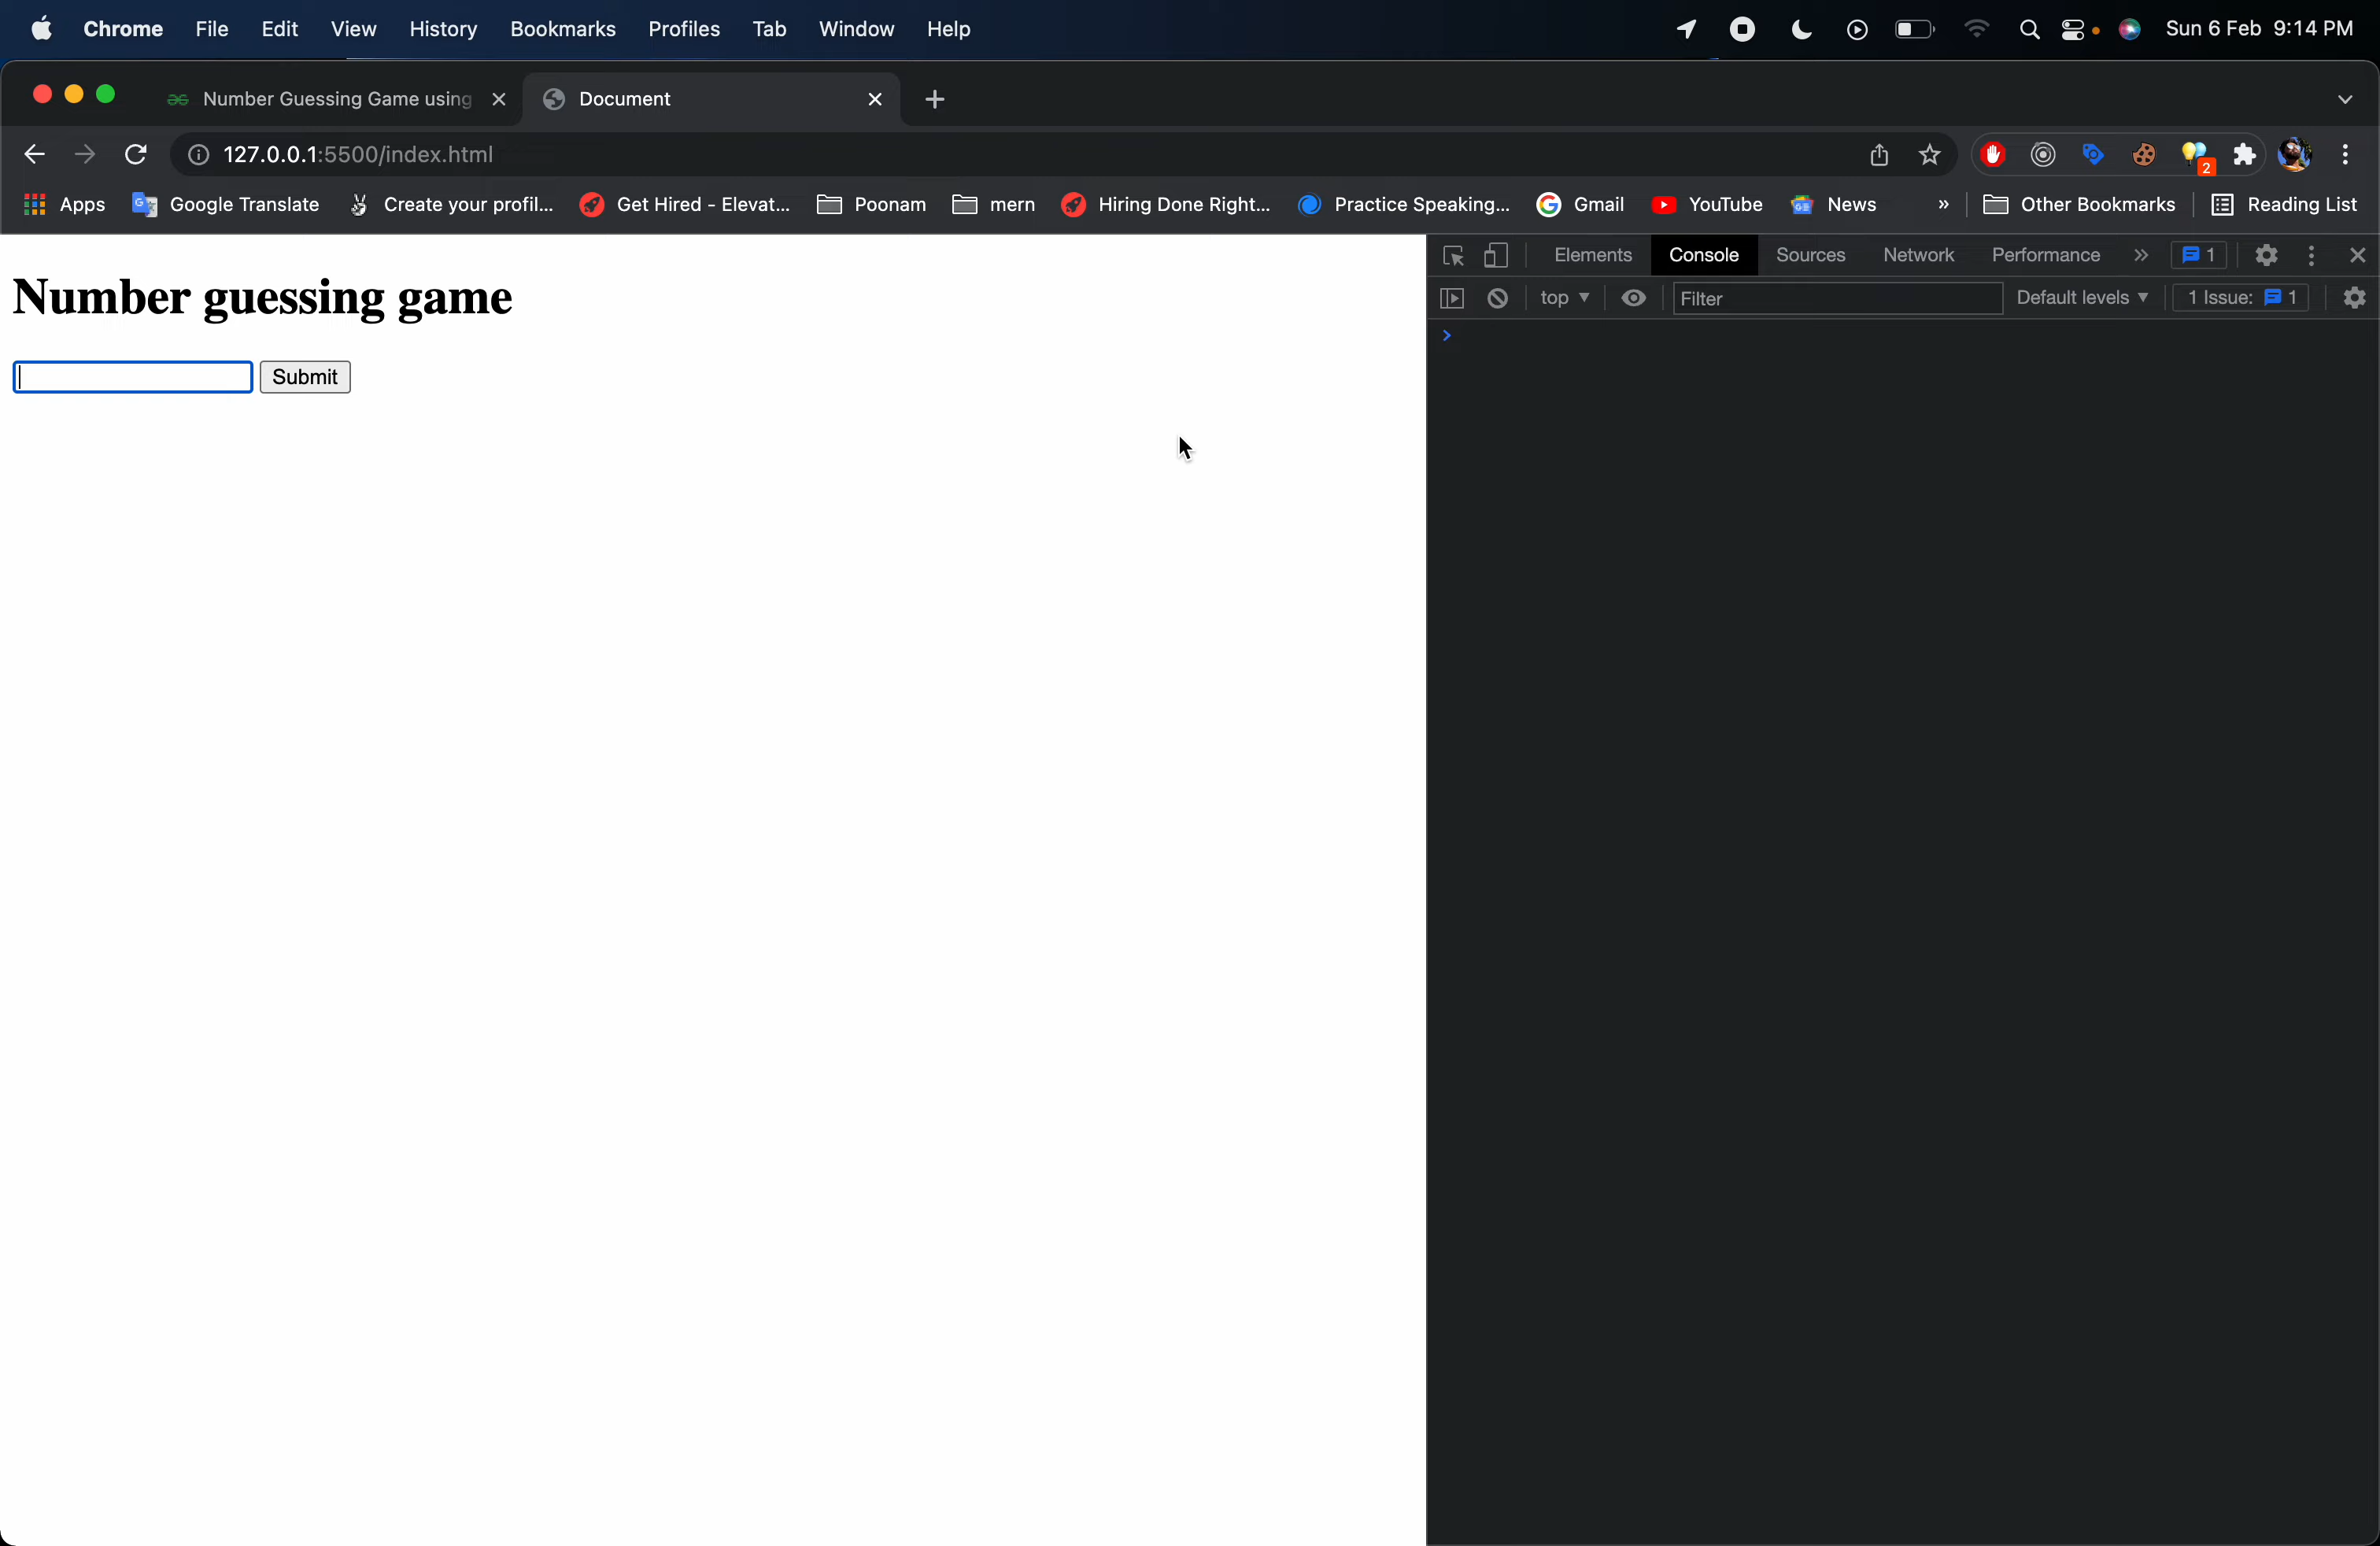 Chrome File Edit View History Bookmarks Profiles Tab Window Help Sun 6 Feb 9:14 PM
Number Guessing Game using Document
127.0.0.1:5500/index.html 2
Apps Google Translate Create your profil... Get Hired - Elevat... Poonam mern Hiring Done Right... Practice Speaking... Gmail YouTube News » Other Bookmarks Reading List
Elements Console Sources Network Performance » 1
top Filter Default levels 1 Issue: 1
Number guessing game
Submit